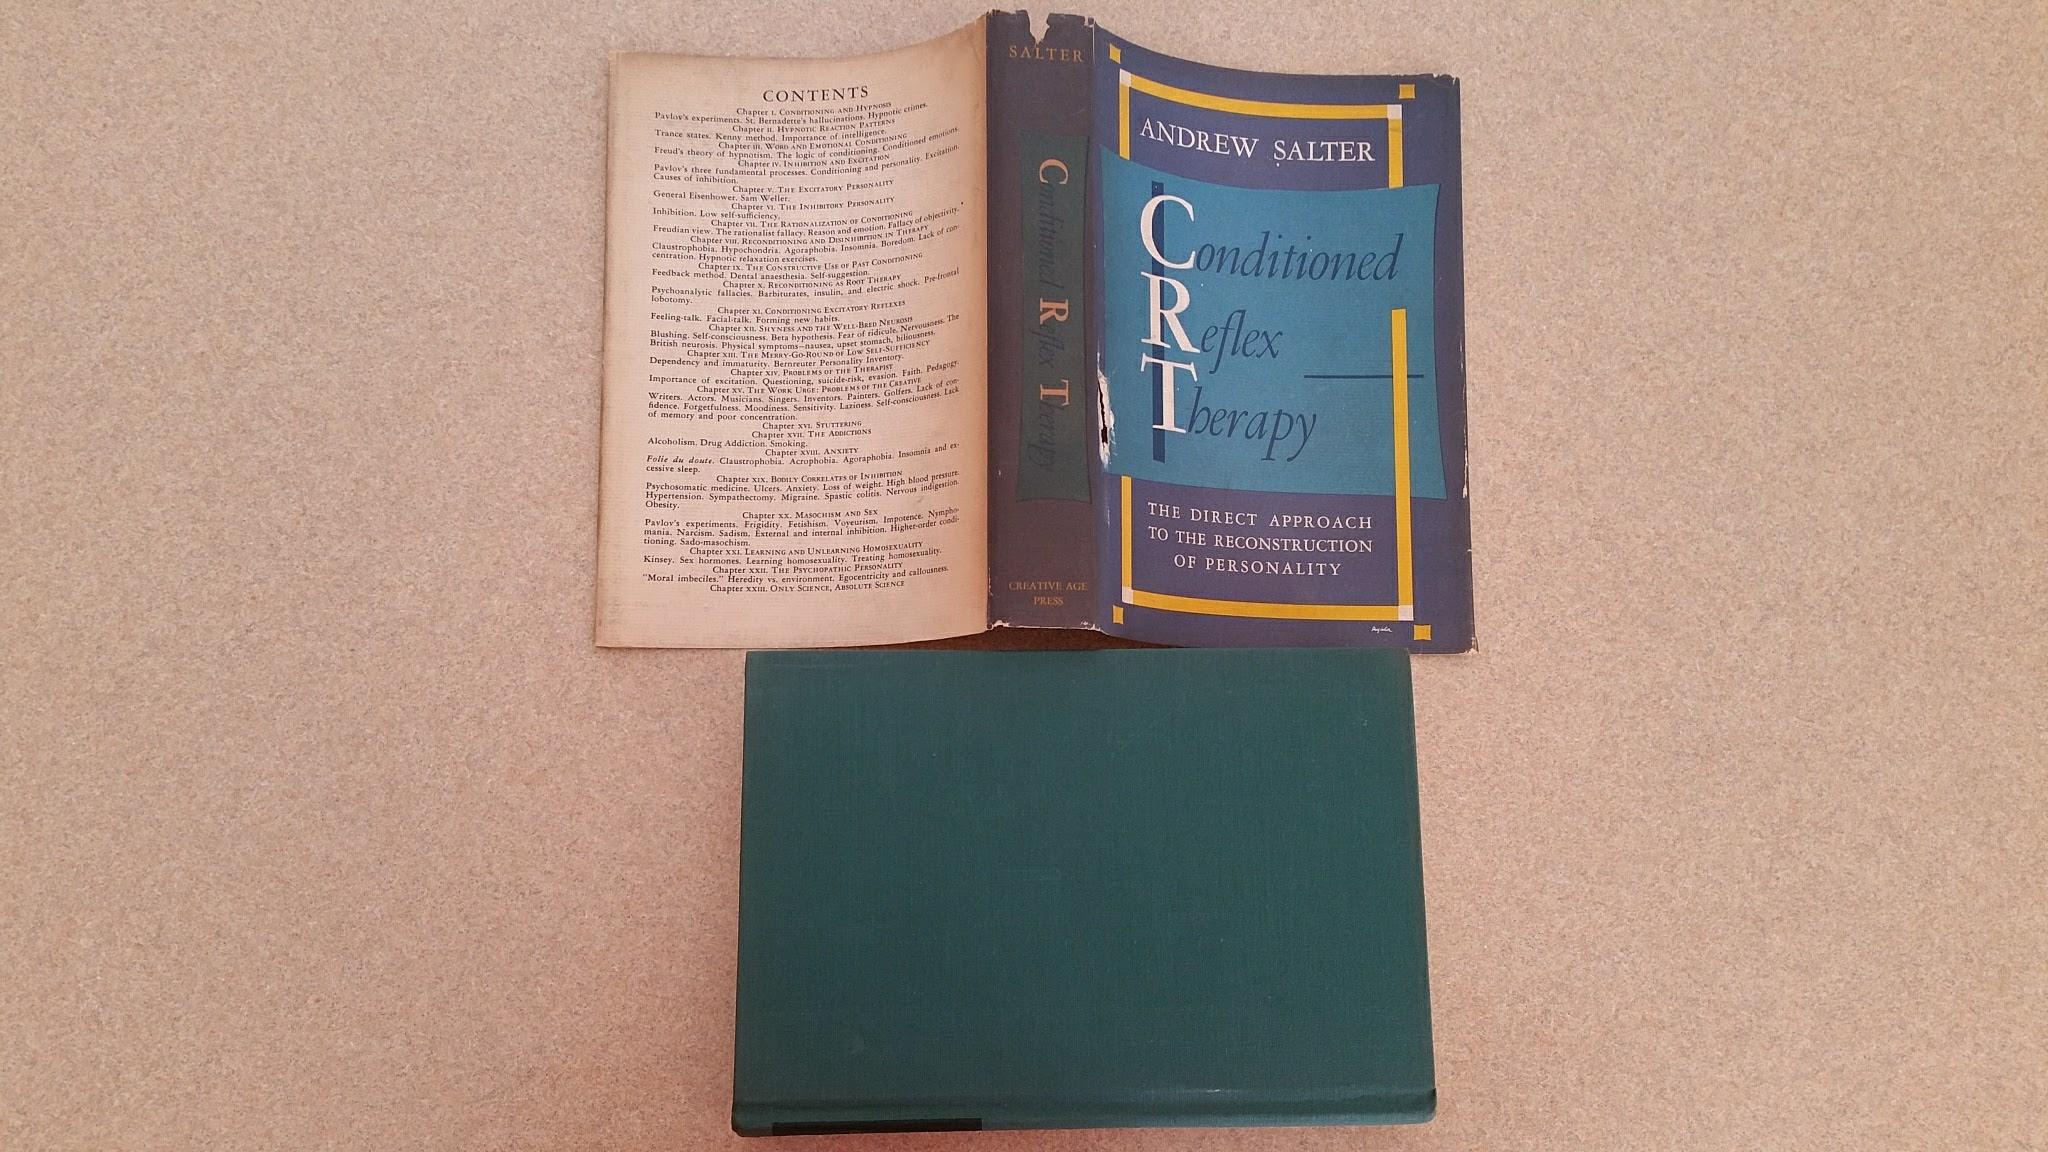 CONTENTS
Chapter I. CONDITIONING AND HYPNOSIS
Pavlov's experiments. St. Bernadette's hallucinations. Hypnotic crimes.
Chapter II. HYPNOTIC REACTION PATTERNS
Trance states. Kenny method. Importance of intelligence.
Chapter III. WORD AND EMOTIONAL CONDITIONING
Freud's theory of hypnotism. The logic of conditioning. Conditioned emotions.
Chapter IV. INHIBITION AND EXCITATION
Pavlov's three fundamental processes. Conditioning and personality. Excitation.
Causes of inhibition.
Chapter V. THE EXCITATORY PERSONALITY
General Eisenhower. Sam Weller.
Chapter VI. THE INHIBITORY PERSONALITY
Inhibition. Low self-sufficiency.
Chapter VII. THE RATIONALIZATION OF CONDITIONING
Freudian view. The rationalist fallacy. Reason and emotion. Fallacy of objectivity.
Chapter VIII. RECONDITIONING AND DISINHIBITION IN THERAPY
Claustrophobia. Hypochondria. Agoraphobia. Insomnia. Boredom. Lack of con-
centration. Hypnotic relaxation exercises.
Chapter IX. THE CONSTRUCTIVE USE OF PAST CONDITIONING
Feedback method. Dental anaesthesia. Self-suggestion.
Chapter X. RECONDITIONING AS ROOT THERAPY
Psychoanalytic fallacies. Barbiturates, insulin, and electric shock. Pre-frontal
lobotomy.
Chapter XI. CONDITIONING EXCITATORY REFLEXES
Feeling-talk. Facial-talk. Forming new habits.
Chapter XII. SHYNESS AND THE WELL-BRED NEUROSIS
Blushing. Self-consciousness. Beta hypothesis. Fear of ridicule. Nervousness. The
British neurosis. Physical symptoms—nausea, upset stomach, biliousness.
Chapter XIII. THE MERRY-GO-ROUND OF LOW SELF-SUFFICIENCY
Dependency and immaturity. Bernreuter Personality Inventory.
Chapter XIV. PROBLEMS OF THE THERAPIST
Importance of excitation. Questioning, suicide-risk, evasion. Faith. Pedagogy.
Chapter XV. THE WORK URGE: PROBLEMS OF THE CREATIVE
Writers. Actors. Musicians. Singers. Inventors. Painters. Golfers. Lack of con-
fidence. Forgetfulness. Moodiness. Sensitivity. Laziness. Self-consciousness. Lack
of memory and poor concentration.
Chapter XVI. STUTTERING
Chapter XVII. THE ADDICTIONS
Alcoholism. Drug Addiction. Smoking.
Chapter XVIII. ANXIETY
Folie du doute. Claustrophobia. Acrophobia. Agoraphobia. Insomnia and ex-
cessive sleep.
Chapter XIX. BODILY CORRELATES OF INHIBITION
Psychosomatic medicine. Ulcers. Anxiety. Loss of weight. High blood pressure.
Hypertension. Sympathectomy. Migraine. Spastic colitis. Nervous indigestion.
Obesity.
Chapter XX. MASOCHISM AND SEX
Pavlov's experiments. Frigidity. Fetishism. Voyeurism. Impotence. Nympho-
mania. Narcism. Sadism. External and internal inhibition. Higher-order condi-
tioning. Sado-masochism.
Chapter XXI. LEARNING AND UNLEARNING HOMOSEXUALITY
Kinsey. Sex hormones. Learning homosexuality. Treating homosexuality.
Chapter XXII. THE PSYCHOPATHIC PERSONALITY
"Moral imbeciles." Heredity vs. environment. Egocentricity and callousness.
Chapter XXIII. ONLY SCIENCE, ABSOLUTE SCIENCE
SALTER
Conditioned Reflex Therapy
CREATIVE AGE
PRESS
ANDREW SALTER
Conditioned
Reflex
Therapy
THE DIRECT APPROACH
TO THE RECONSTRUCTION
OF PERSONALITY